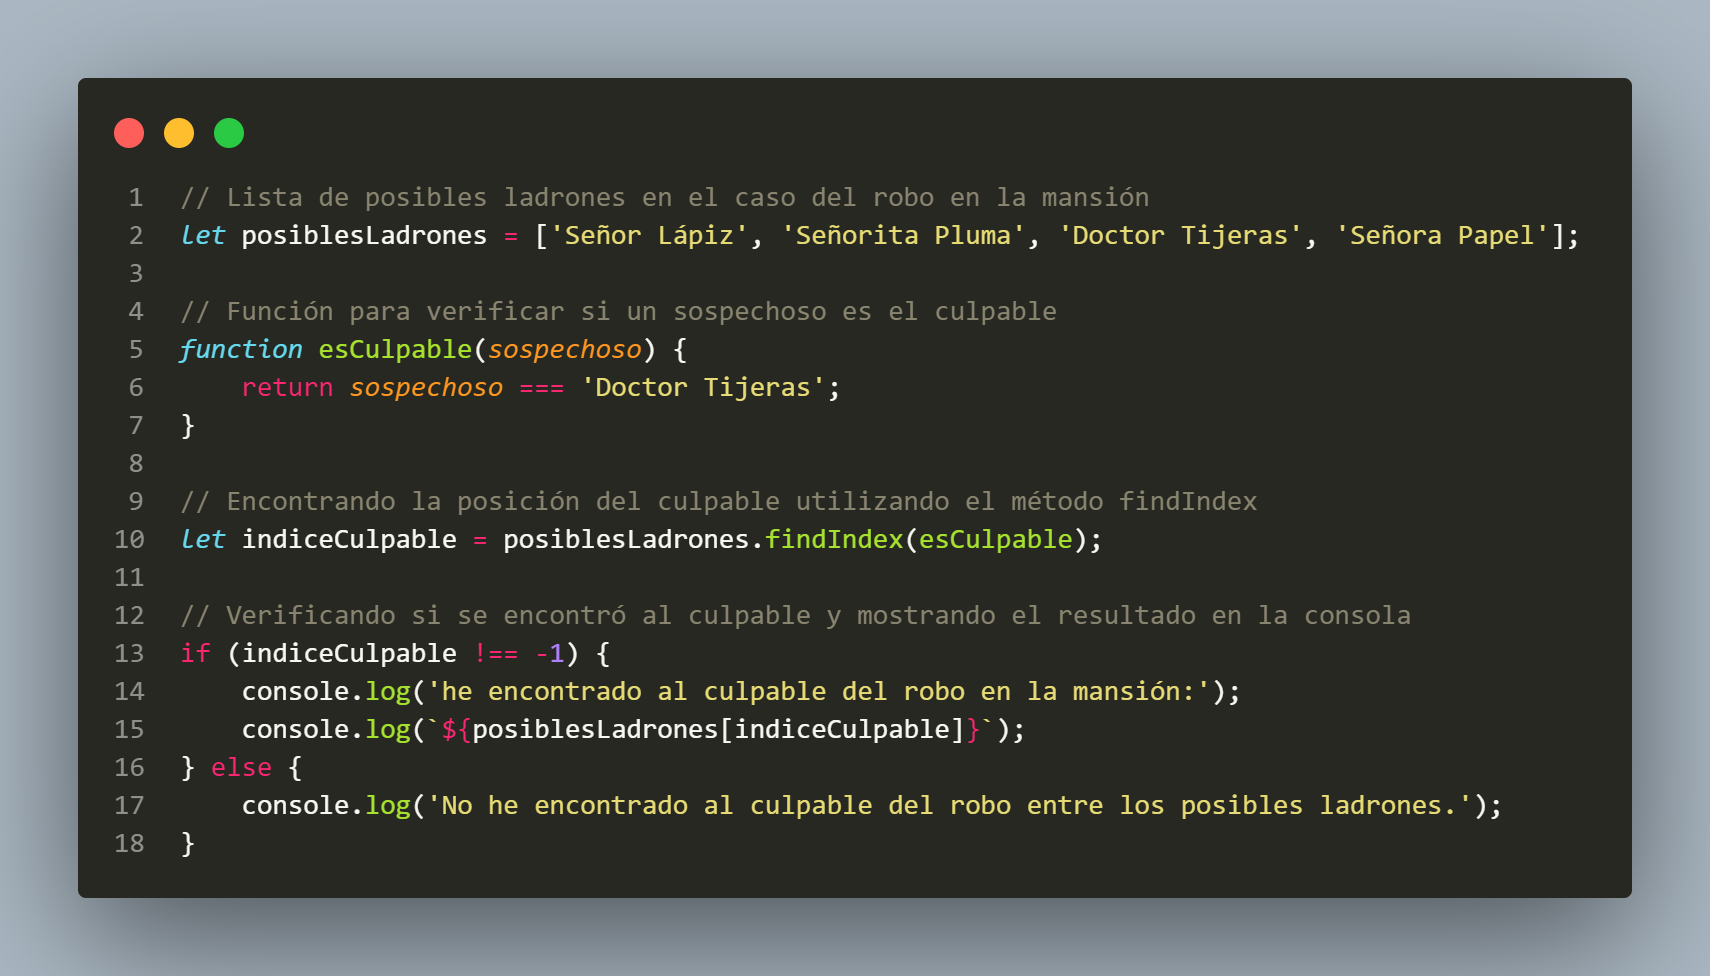 1 // Lista de posibles ladrones en el caso del robo en la mansión
2 let posiblesLadrones = ['Señor Lápiz', 'Señorita Pluma', 'Doctor Tijeras', 'Señora Papel'];
3
4 // Función para verificar si un sospechoso es el culpable
5 function esCulpable(sospechoso) {
6     return sospechoso === 'Doctor Tijeras';
7 }
8
9 // Encontrando la posición del culpable utilizando el método findIndex
10 let indiceCulpable = posiblesLadrones.findIndex(esCulpable);
11
12 // Verificando si se encontró al culpable y mostrando el resultado en la consola
13 if (indiceCulpable !== -1) {
14     console.log('he encontrado al culpable del robo en la mansión:');
15     console.log(`${posiblesLadrones[indiceCulpable]}`);
16 } else {
17     console.log('No he encontrado al culpable del robo entre los posibles ladrones.');
18 }